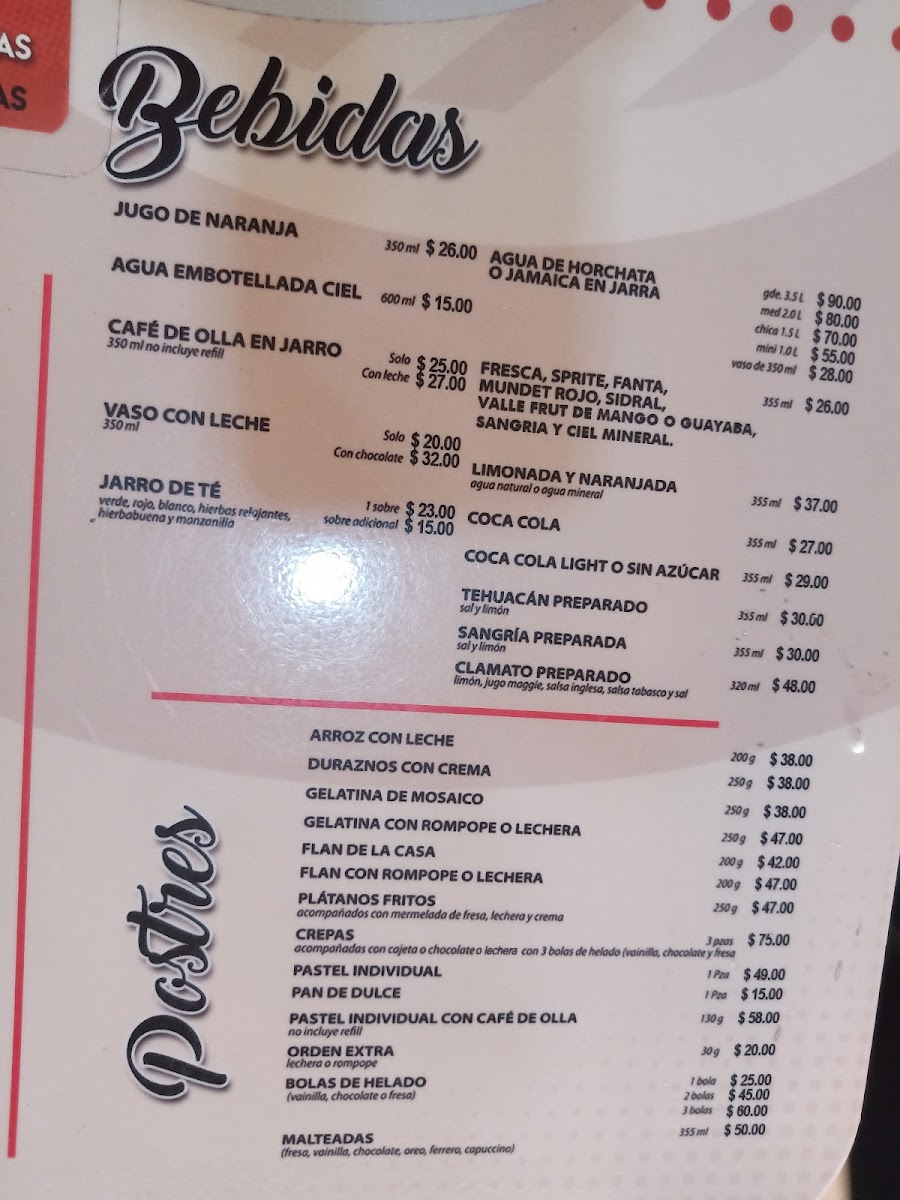 AS
AS
Bebidas
JUGO DE NARANJA
350 ml $ 26.00
AGUA EMBOTELLADA CIEL
600 ml $ 15.00
CAFÉ DE OLLA EN JARRO
350 ml no incluye refill
Solo $ 25.00
Con leche $ 27.00
VASO CON LECHE
350 ml
Solo $ 20.00
Con chocolate $ 32.00
JARRO DE TÉ
verde, rojo, blanco, hierbas relajantes,
hierbabuena y manzanilla
1 sobre $ 23.00
sobre adicional $ 15.00
AGUA DE HORCHATA
O JAMAICA EN JARRA
gde. 3.5 L $ 90.00
med 2.0 L $ 80.00
chica 1.5 L $ 70.00
mini 1.0 L $ 55.00
vaso de 350 ml $ 28.00
FRESCA, SPRITE, FANTA,
MUNDET ROJO, SIDRAL,
VALLE FRUT DE MANGO O GUAYABA,
SANGRIA Y CIEL MINERAL.
355 ml $ 26.00
LIMONADA Y NARANJADA
agua natural o agua mineral
355 ml $ 37.00
COCA COLA
355 ml $ 27.00
COCA COLA LIGHT O SIN AZÚCAR 355 ml $ 29.00
TEHUACÁN PREPARADO
sal y limón
355 ml $ 30.00
SANGRÍA PREPARADA
sal y limón
355 ml $ 30.00
CLAMATO PREPARADO
limón, jugo maggie, salsa inglesa, salsa tabasco y sal
320 ml $ 48.00
Postres
ARROZ CON LECHE
200 g $ 38.00
DURAZNOS CON CREMA
250 g $ 38.00
GELATINA DE MOSAICO
250 g $ 38.00
GELATINA CON ROMPOPE O LECHERA
250 g $ 47.00
FLAN DE LA CASA
200 g $ 42.00
FLAN CON ROMPOPE O LECHERA
200 g $ 47.00
PLÁTANOS FRITOS
acompañados con mermelada de fresa, lechera y crema
250 g $ 47.00
CREPAS
3 pzas $ 75.00
acompañadas con cajeta o chocolate o lechera con 3 bolas de helado (vainilla, chocolate y fresa
PASTEL INDIVIDUAL
1 Pza $ 49.00
PAN DE DULCE
1 Pza $ 15.00
PASTEL INDIVIDUAL CON CAFÉ DE OLLA
no incluye refill
130 g $ 58.00
ORDEN EXTRA
lechera o rompope
30 g $ 20.00
BOLAS DE HELADO
(vainilla, chocolate o fresa)
1 bola $ 25.00
2 bolas $ 45.00
3 bolas $ 60.00
MALTEADAS
(fresa, vainilla, chocolate, oreo, ferrero, capuccino)
355 ml $ 50.00